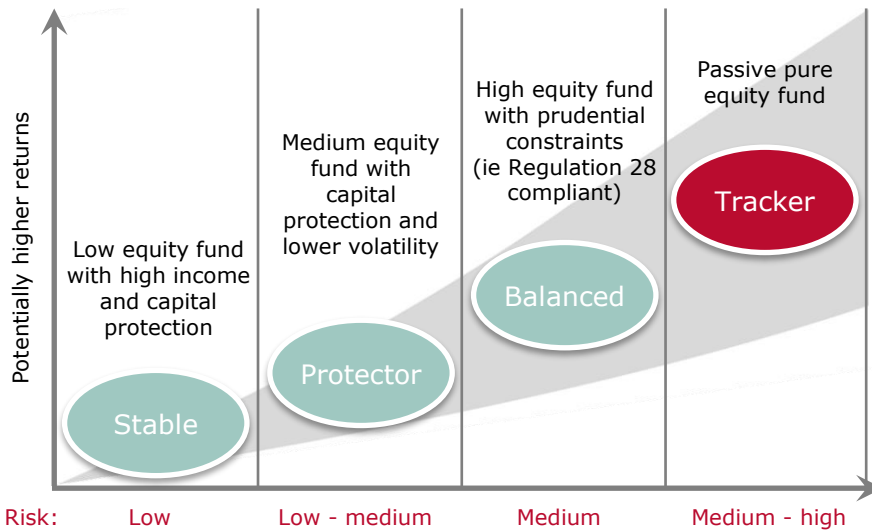 Potentially higher returns
Low equity fund
with high income
and capital
protection
Stable
Medium equity
fund with
capital
protection and
lower volatility
Protector
High equity fund
with prudential
constraints
(ie Regulation 28
compliant)
Balanced
Passive pure
equity fund
Tracker
Risk: Low Low - medium Medium Medium - high